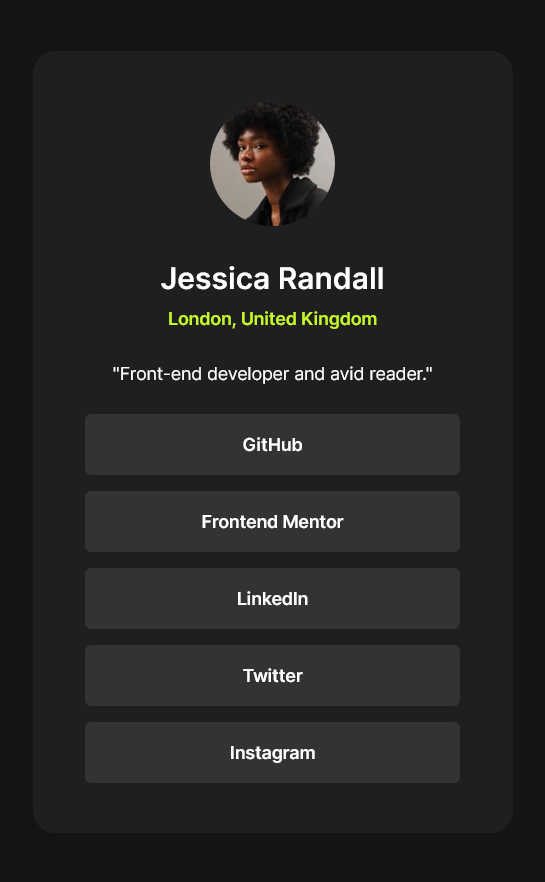 Jessica Randall
London, United Kingdom
"Front-end developer and avid reader."
GitHub
Frontend Mentor
LinkedIn
Twitter
Instagram